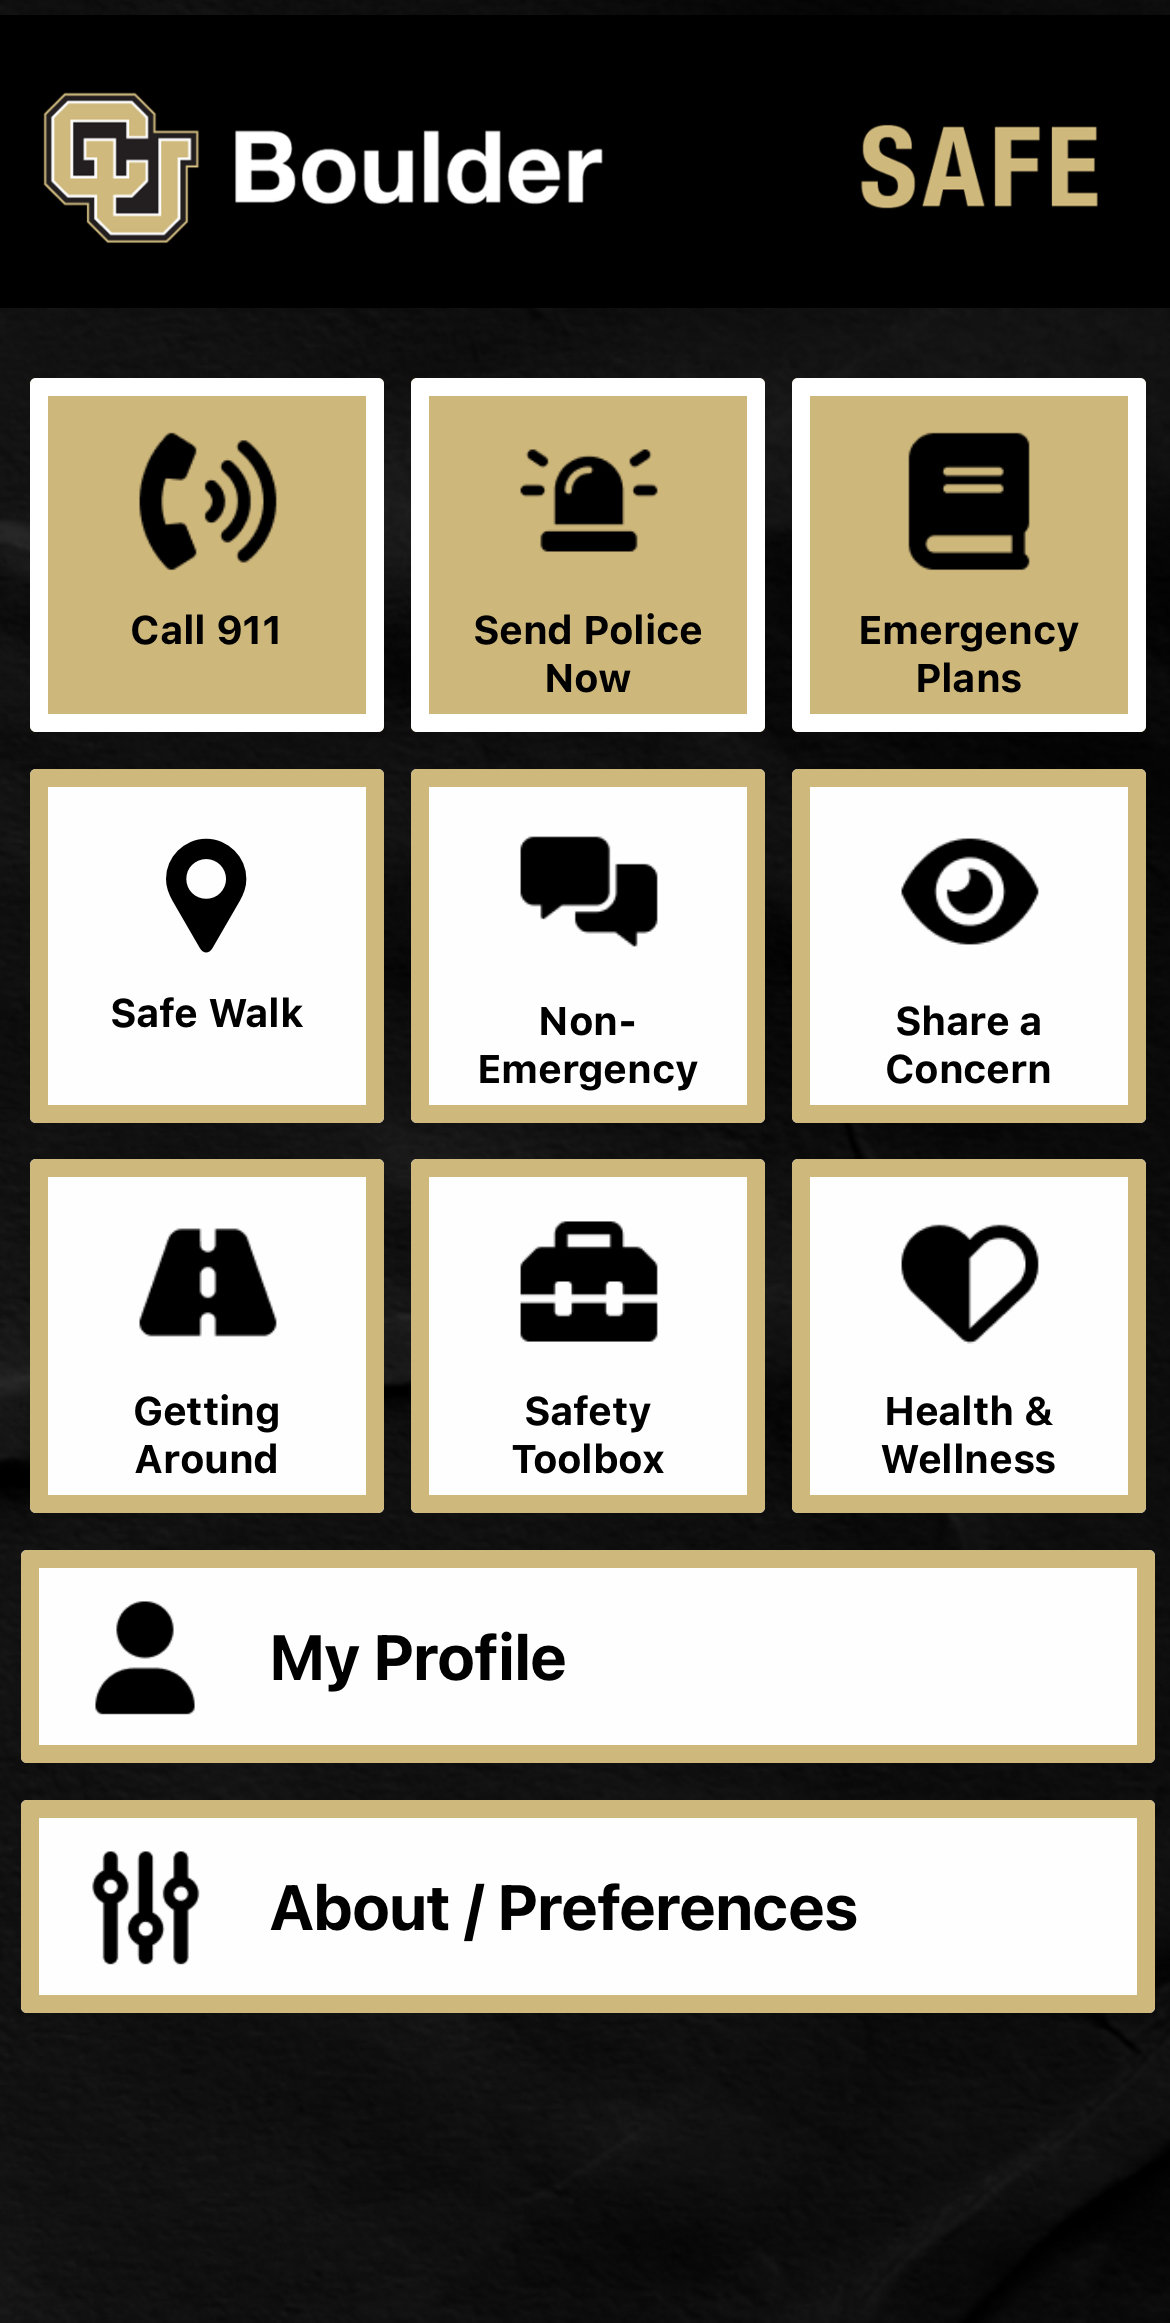 CU Boulder SAFE
Call 911
Send Police
Now
Emergency
Plans
Safe Walk
Non-
Emergency
Share a
Concern
Getting
Around
Safety
Toolbox
Health &
Wellness
My Profile
About / Preferences